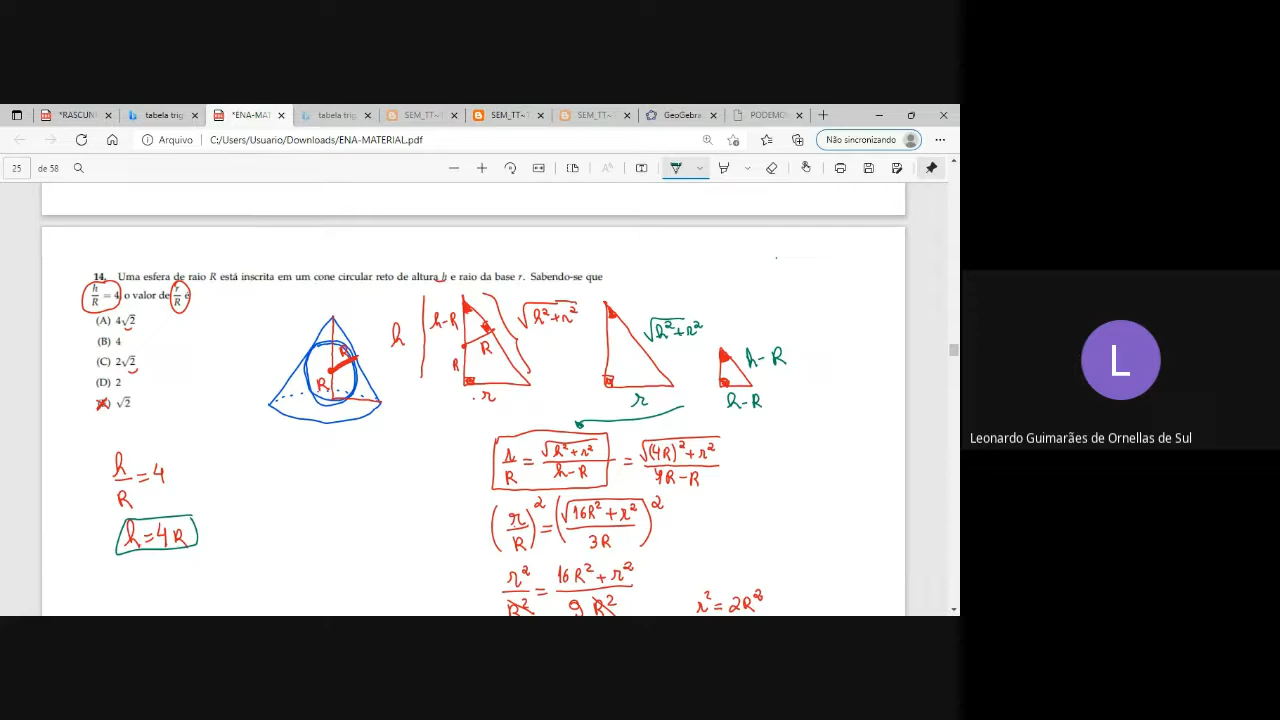 *RASCUN
tabela trig
*ENA-MAT
tabela trig
SEM_TT~
SEM_TT~
SEM_TT~
GeoGebra
PODEMO
Arquivo
C:/Users/Usuario/Downloads/ENA-MATERIAL.pdf
Não sincronizando
25 de 58
14. Uma esfera de raio R está inscrita em um cone circular reto de altura h e raio da base r. Sabendo-se que
h/R = 4, o valor de r/R é
(A) 4√2
(B) 4
(C) 2√2
(D) 2
√2
R
R
h
h-R
R
R
r
√h²+r²
√h²+r²
r
h-R
h-R
h/R = 4
h = 4R
r/R = √h²+r²/h-R = √(4R)²+r²/4R-R
(r/R)² = (√16R²+r²/3R)²
r²/R² = 16R²+r²/9R²
r² = 2R²
L
Leonardo Guimarães de Ornellas de Sul